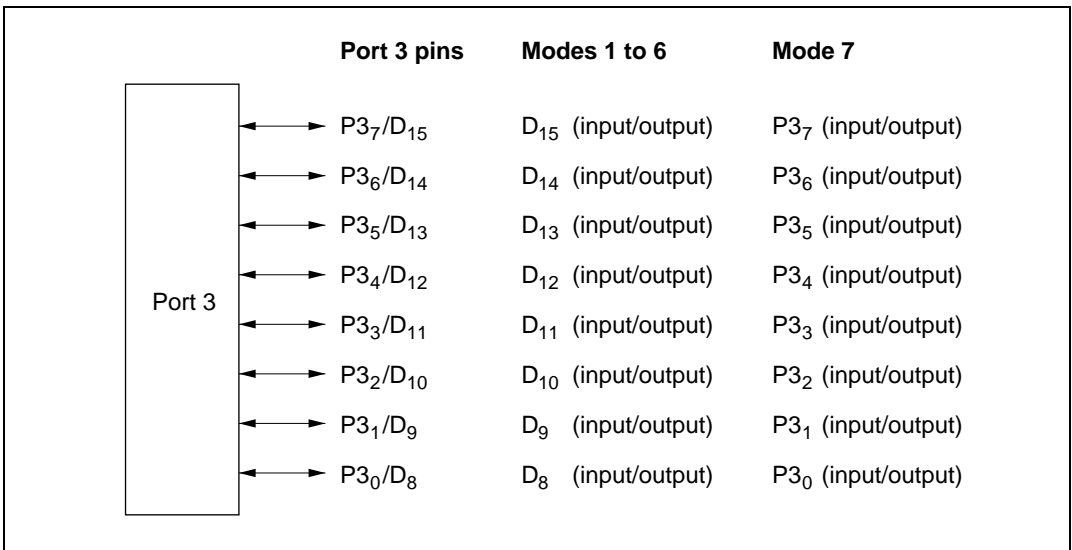 Port 3 pins Modes 1 to 6 Mode 7
P3₇/D₁₅ D₁₅ (input/output) P3₇ (input/output)
P3₆/D₁₄ D₁₄ (input/output) P3₆ (input/output)
P3₅/D₁₃ D₁₃ (input/output) P3₅ (input/output)
P3₄/D₁₂ D₁₂ (input/output) P3₄ (input/output)
Port 3
P3₃/D₁₁ D₁₁ (input/output) P3₃ (input/output)
P3₂/D₁₀ D₁₀ (input/output) P3₂ (input/output)
P3₁/D₉ D₉ (input/output) P3₁ (input/output)
P3₀/D₈ D₈ (input/output) P3₀ (input/output)